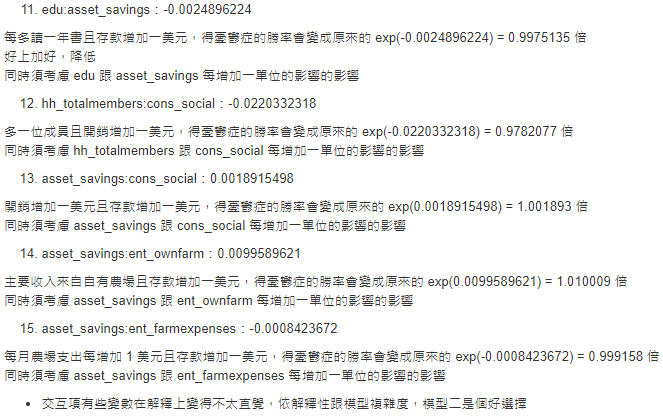 11. edu:asset_savings：-0.0024896224
每多讀一年書且存款增加一美元，得憂鬱症的勝率會變成原來的 exp(-0.0024896224) = 0.9975135 倍
好上加好，降低
同時須考慮 edu 跟 asset_savings 每增加一單位的影響的影響
12. hh_totalmembers:cons_social：-0.0220332318
多一位成員且開銷增加一美元，得憂鬱症的勝率會變成原來的 exp(-0.0220332318) = 0.9782077 倍
同時須考慮 hh_totalmembers 跟 cons_social 每增加一單位的影響的影響
13. asset_savings:cons_social：0.0018915498
開銷增加一美元且存款增加一美元，得憂鬱症的勝率會變成原來的 exp(0.0018915498) = 1.001893 倍
同時須考慮 asset_savings 跟 cons_social 每增加一單位的影響的影響
14. asset_savings:ent_ownfarm：0.0099589621
主要收入來自自有農場且存款增加一美元，得憂鬱症的勝率會變成原來的 exp(0.0099589621) = 1.010009 倍
同時須考慮 asset_savings 跟 ent_ownfarm 每增加一單位的影響的影響
15. asset_savings:ent_farmexpenses：-0.0008423672
每月農場支出每增加 1 美元且存款增加一美元，得憂鬱症的勝率會變成原來的 exp(-0.0008423672) = 0.999158 倍
同時須考慮 asset_savings 跟 ent_farmexpenses 每增加一單位的影響的影響
• 交互項有些變數在解釋上變得不太直覺，依解釋性跟模型複雜度，模型二是個好選擇